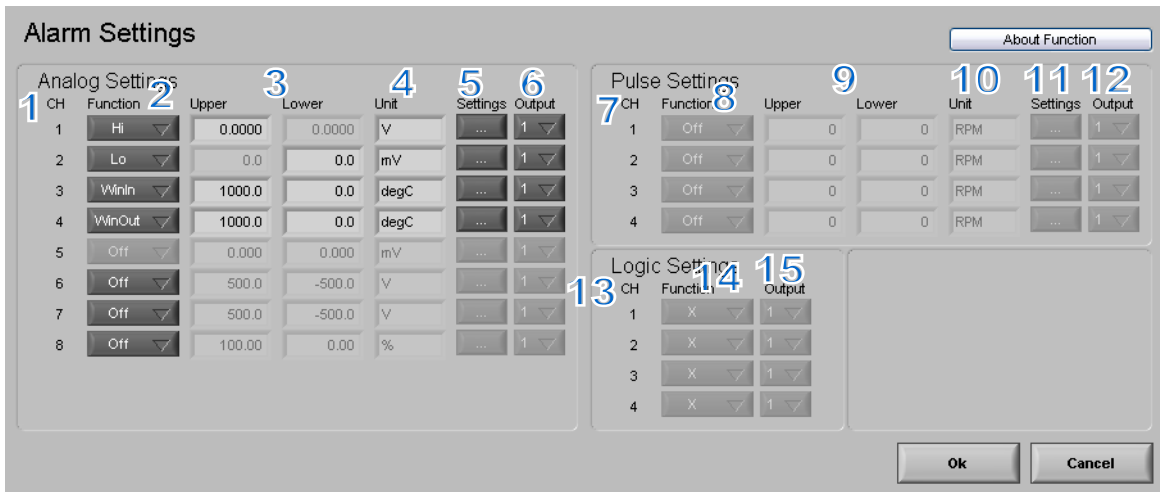 Alarm Settings
About Function
Analog Settings
1 2 3 4 5 6
CH Function Upper Lower Unit Settings Output
1 Hi 0.0000 0.0000 V ... 1
2 Lo 0.0 0.0 mV ... 1
3 WinIn 1000.0 0.0 degC ... 1
4 WinOut 1000.0 0.0 degC ... 1
5 Off 0.000 0.000 mV ... 1
6 Off 500.0 -500.0 V ... 1
7 Off 500.0 -500.0 V ... 1
8 Off 100.00 0.00 % ... 1
Pulse Settings
7 8 9 10 11 12
CH Function Upper Lower Unit Settings Output
1 Off 0 0 RPM ... 1
2 Off 0 0 RPM ... 1
3 Off 0 0 RPM ... 1
4 Off 0 0 RPM ... 1
Logic Settings
13 14 15
CH Function Output
1 X 1
2 X 1
3 X 1
4 X 1
Ok Cancel